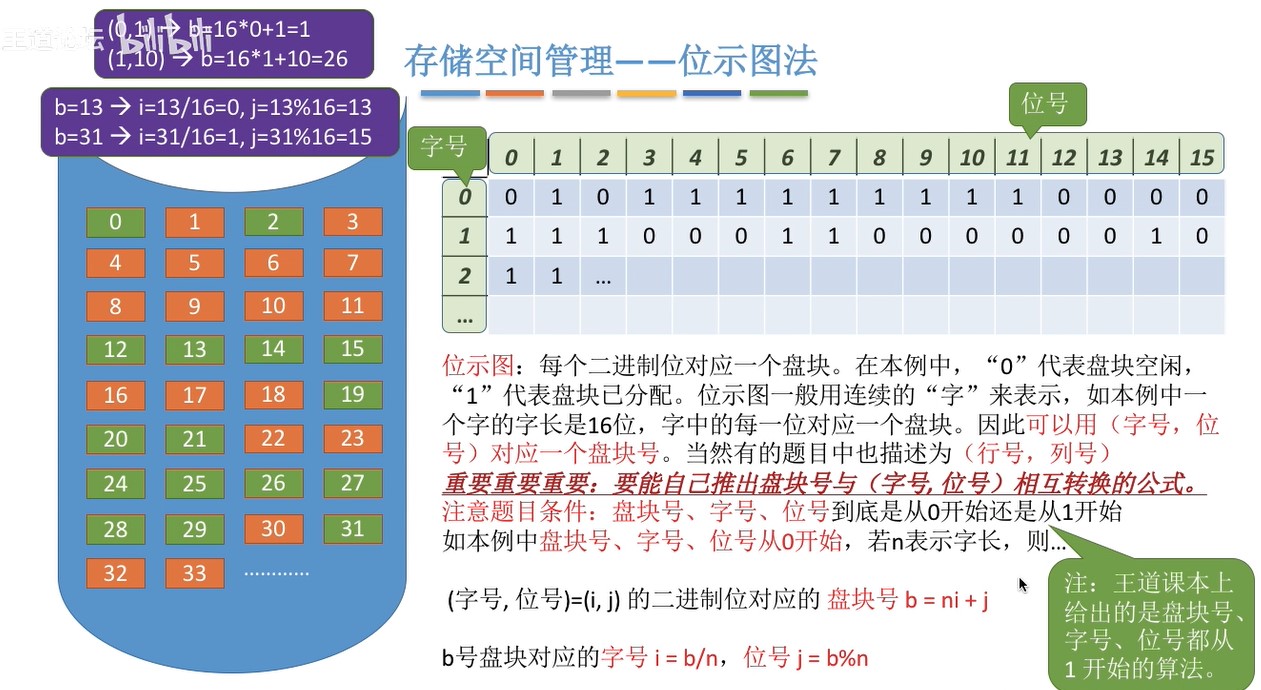 王道论坛 bilibili
(0,1) → b=16*0+1=1
(1,10) → b=16*1+10=26
b=13 → i=13/16=0, j=13%16=13
b=31 → i=31/16=1, j=31%16=15
存储空间管理——位示图法
位号
字号
0 1 2 3 4 5 6 7 8 9 10 11 12 13 14 15
0 0 1 0 1 1 1 1 1 1 1 1 1 0 0 0 0
1 1 1 1 0 0 0 1 1 0 0 0 0 0 0 1 0
2 1 1 ...
...
0 1 2 3
4 5 6 7
8 9 10 11
12 13 14 15
16 17 18 19
20 21 22 23
24 25 26 27
28 29 30 31
32 33 …………
位示图：每个二进制位对应一个盘块。在本例中，“0”代表盘块空闲，
“1”代表盘块已分配。位示图一般用连续的“字”来表示，如本例中一
个字的字长是16位，字中的每一位对应一个盘块。因此可以用（字号，位
号）对应一个盘块号。当然有的题目中也描述为（行号，列号）
重要重要重要：要能自己推出盘块号与（字号, 位号）相互转换的公式。
注意题目条件：盘块号、字号、位号到底是从0开始还是从1开始
如本例中盘块号、字号、位号从0开始，若n表示字长，则...
(字号, 位号)=(i, j) 的二进制位对应的 盘块号 b = ni + j
b号盘块对应的字号 i = b/n，位号 j = b%n
注：王道课本上
给出的是盘块号、
字号、位号都从
1 开始的算法。